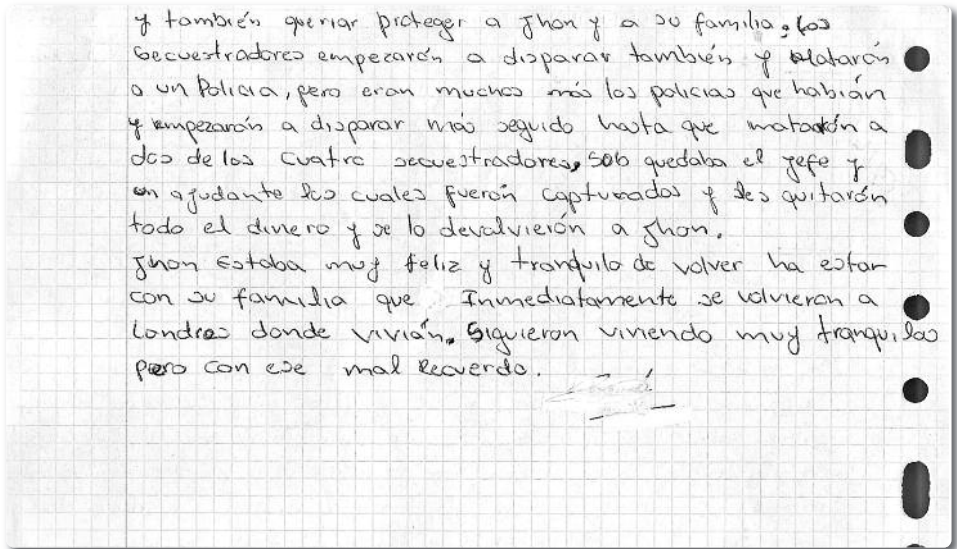 y también queriar proteger a Jhon y a su familia, los
secuestradores empezarón a disparar también y matarón
a un Policia, pero eran muchos más los policias que habián
y empezarón a disparar más seguido hasta que matarón a
dos de los cuatro secuestradores, solo quedaba el jefe y
un ayudante los cuales fuerón capturados y les quitarón
todo el dinero y se lo devolvierón a Jhon.
Jhon Estaba muy feliz y tranquilo de volver ha estar
con su familia que Inmediatamente se volvieron a
Londres donde vivián. Siguieron viviendo muy tranquilos
pero con ese mal Recuerdo.